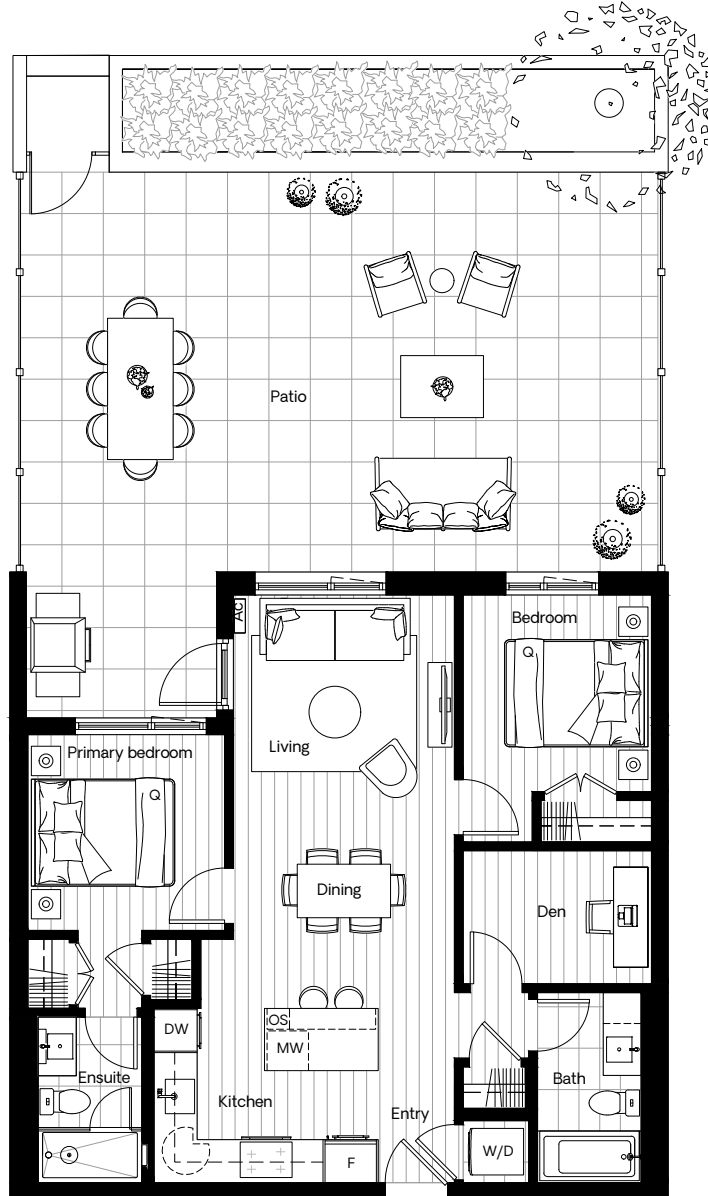 Patio
AC
Bedroom
Q
Living
Primary bedroom
Q
Dining
Den
OS
DW
MW
Ensuite
Bath
Kitchen
Entry
W/D
F